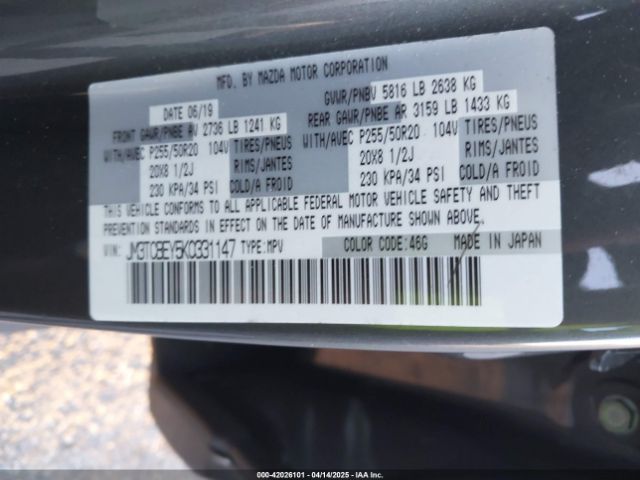 MFD. BY MAZDA MOTOR CORPORATION
DATE 06/19 GVWR/PNBV 5816 LB 2638 KG
FRONT GAWR/PNBE AV 2736 LB 1241 KG REAR GAWR/PNBE AR 3159 LB 1433 KG
WITH/AVEC P255/50R20 104V TIRES/PNEUS WITH/AVEC P255/50R20 104V TIRES/PNEUS
20X8 1/2J RIMS/JANTES 20X8 1/2J RIMS/JANTES
230 KPA/34 PSI COLD/A FROID 230 KPA/34 PSI COLD/A FROID
THIS VEHICLE CONFORMS TO ALL APPLICABLE FEDERAL MOTOR VEHICLE SAFETY AND THEFT
PREVENTION STANDARDS IN EFFECT ON THE DATE OF MANUFACTURE SHOWN ABOVE.
VIN: JM3TCBEY5K0331147 TYPE:MPV COLOR CODE:46G MADE IN JAPAN
000-42026101 - 04/14/2025 - IAA Inc.